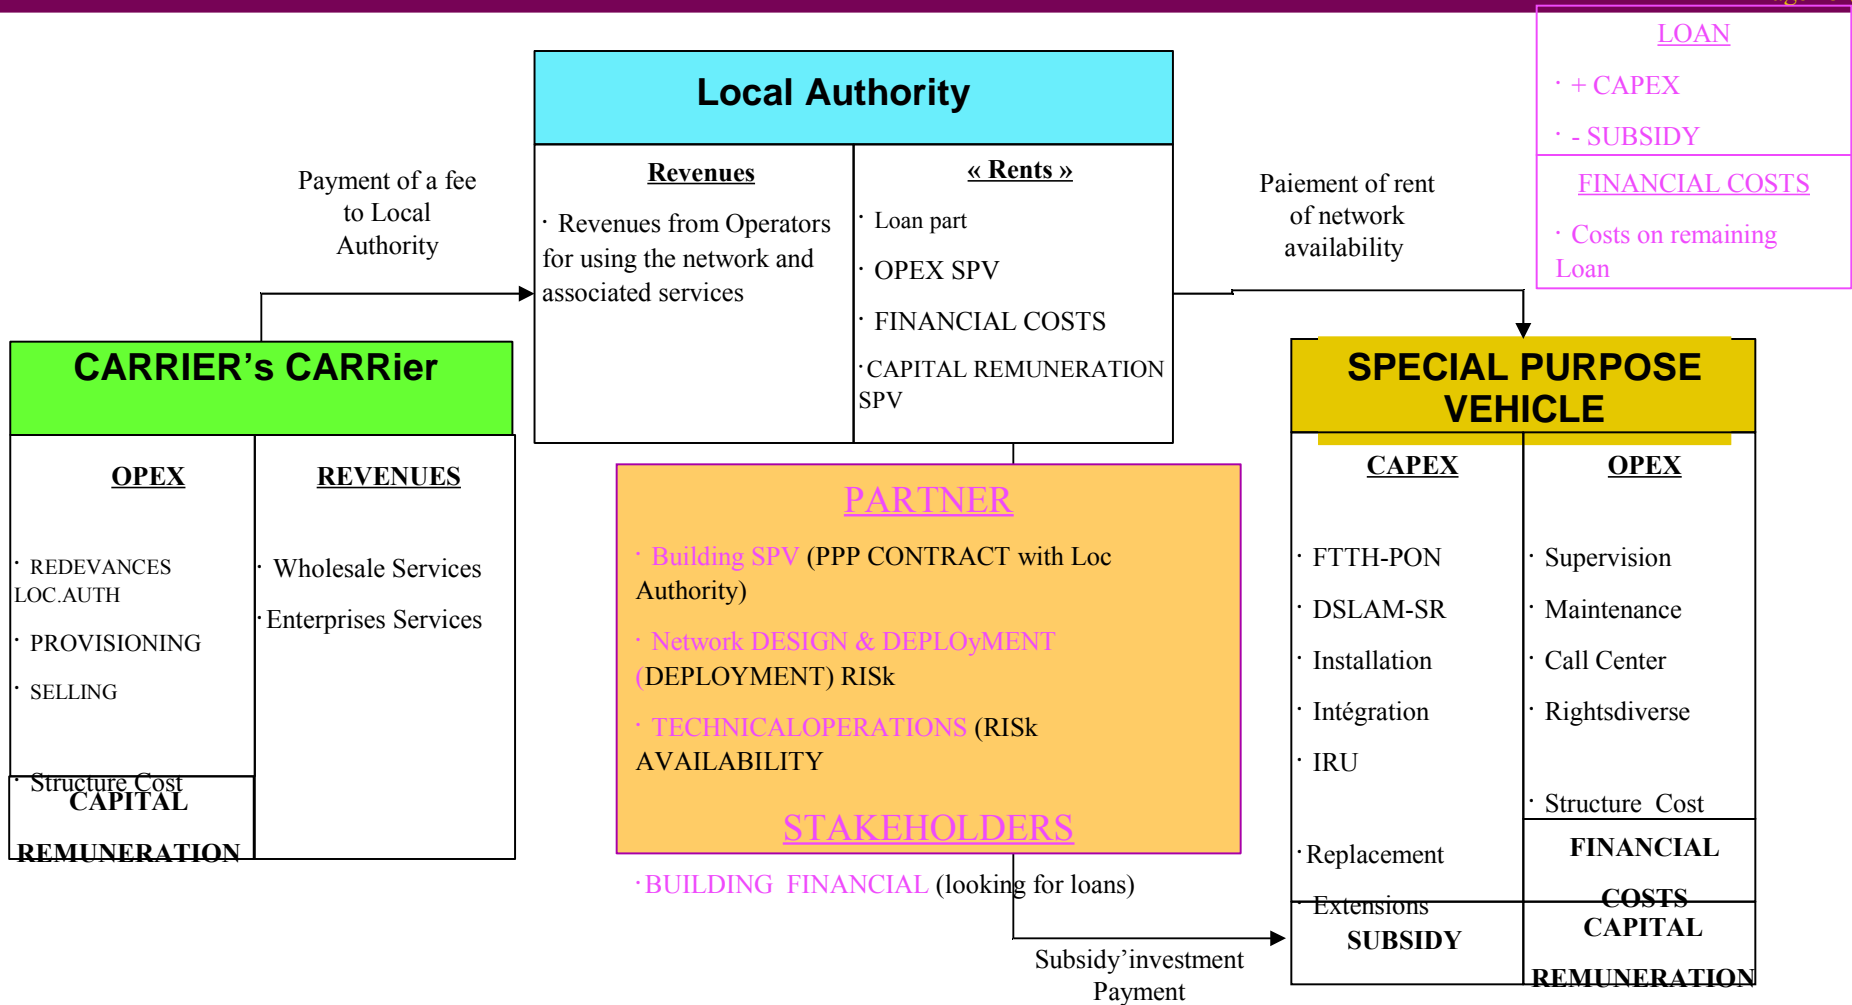 LOAN
· + CAPEX
· - SUBSIDY
FINANCIAL COSTS
· Costs on remaining
Loan
Local Authority
Revenues
· Revenues from Operators
for using the network and
associated services
« Rents »
· Loan part
· OPEX SPV
· FINANCIAL COSTS
· CAPITAL REMUNERATION
SPV
Payment of a fee
to Local
Authority
Paiement of rent
of network
availability
CARRIER’s CARRier
OPEX
· REDEVANCES
LOC.AUTH
· PROVISIONING
· SELLING
· Structure Cost
CAPITAL
REMUNERATION
REVENUES
· Wholesale Services
· Enterprises Services
PARTNER
· Building SPV (PPP CONTRACT with Loc
Authority)
· Network DESIGN & DEPLOyMENT
(DEPLOYMENT) RISk
· TECHNICALOPERATIONS (RISk
AVAILABILITY
STAKEHOLDERS
· BUILDING FINANCIAL (looking for loans)
Subsidy’investment
Payment
SPECIAL PURPOSE
VEHICLE
CAPEX
· FTTH-PON
· DSLAM-SR
· Installation
· Intégration
· IRU
· Replacement
· Extensions
SUBSIDY
OPEX
· Supervision
· Maintenance
· Call Center
· Rightsdiverse
· Structure Cost
FINANCIAL
COSTS
CAPITAL
REMUNERATION